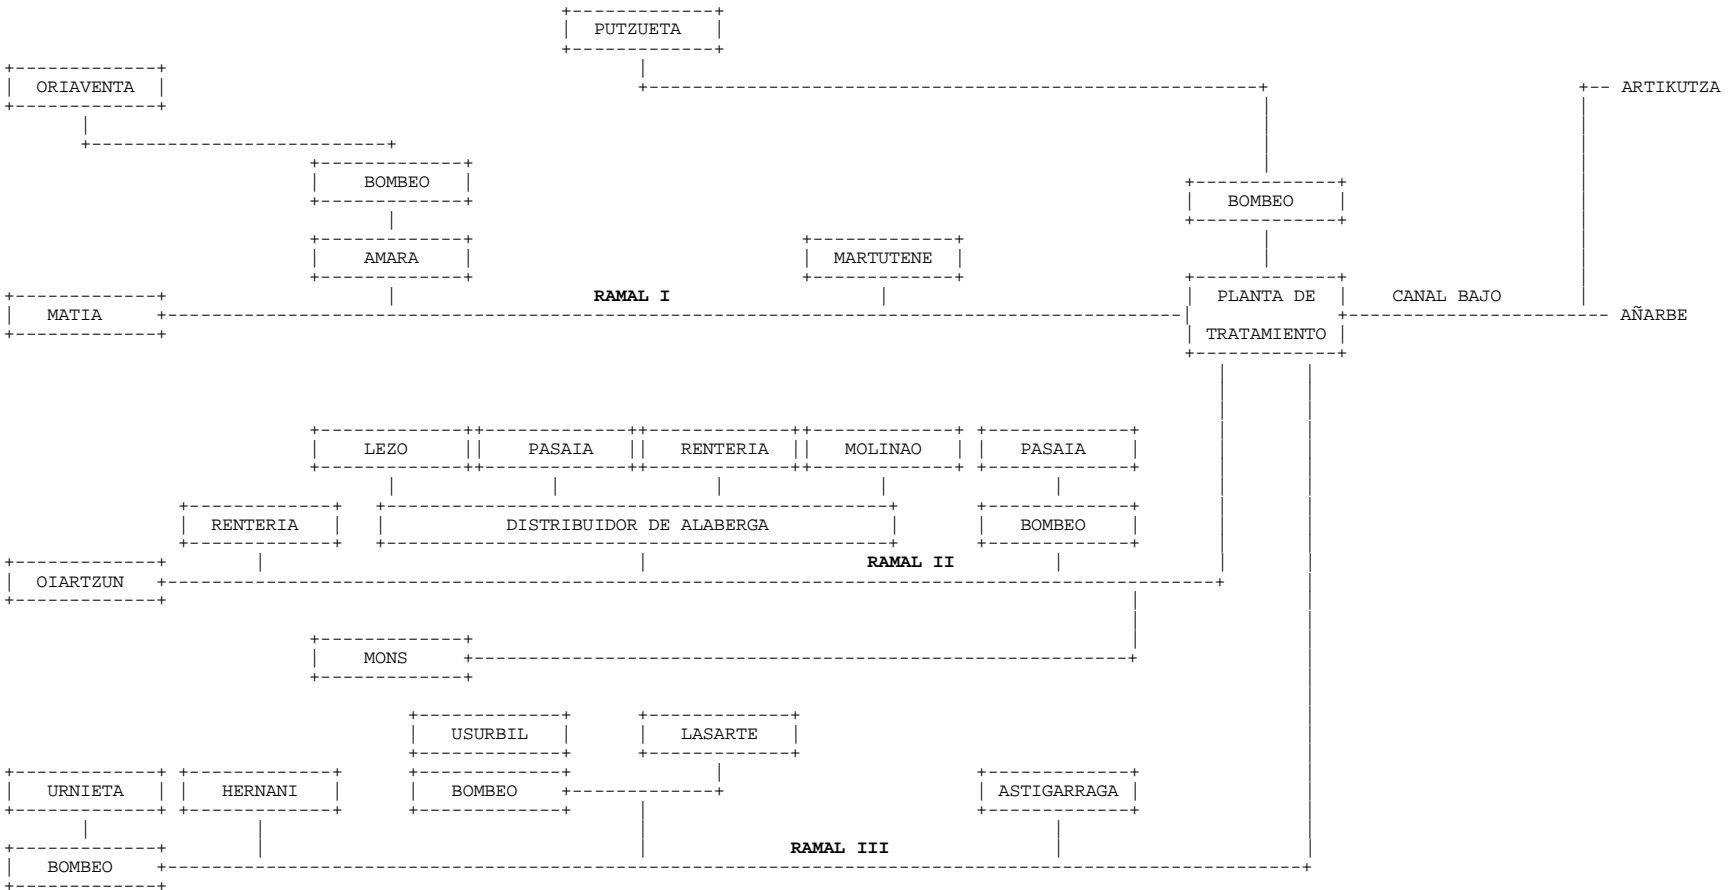 PUTZUETA
ORIAVENTA
ARTIKUTZA
BOMBEO
BOMBEO
AMARA
MARTUTENE
RAMAL I
PLANTA DE
CANAL BAJO
MATIA
AÑARBE
TRATAMIENTO
LEZO
PASAIA
RENTERIA
MOLINAO
PASAIA
RENTERIA
DISTRIBUIDOR DE ALABERGA
BOMBEO
RAMAL II
OIARTZUN
MONS
USURBIL
LASARTE
URNIETA
HERNANI
BOMBEO
ASTIGARRAGA
RAMAL III
BOMBEO